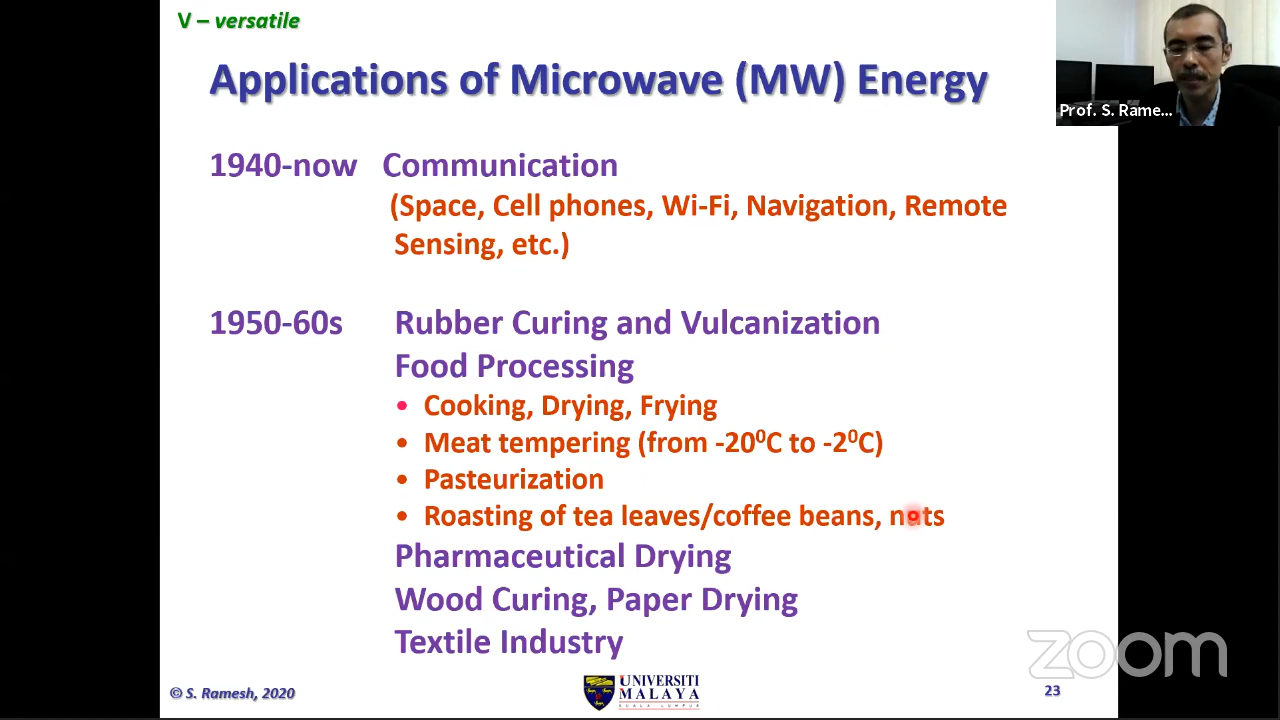 V – versatile
Applications of Microwave (MW) Energy
Prof. S. Rame...
1940-now Communication
(Space, Cell phones, Wi-Fi, Navigation, Remote
Sensing, etc.)
1950-60s Rubber Curing and Vulcanization
Food Processing
• Cooking, Drying, Frying
• Meat tempering (from -20⁰C to -2⁰C)
• Pasteurization
• Roasting of tea leaves/coffee beans, nuts
Pharmaceutical Drying
Wood Curing, Paper Drying
Textile Industry
zoom
© S. Ramesh, 2020
UNIVERSITI
MALAYA
KUALA LUMPUR
23